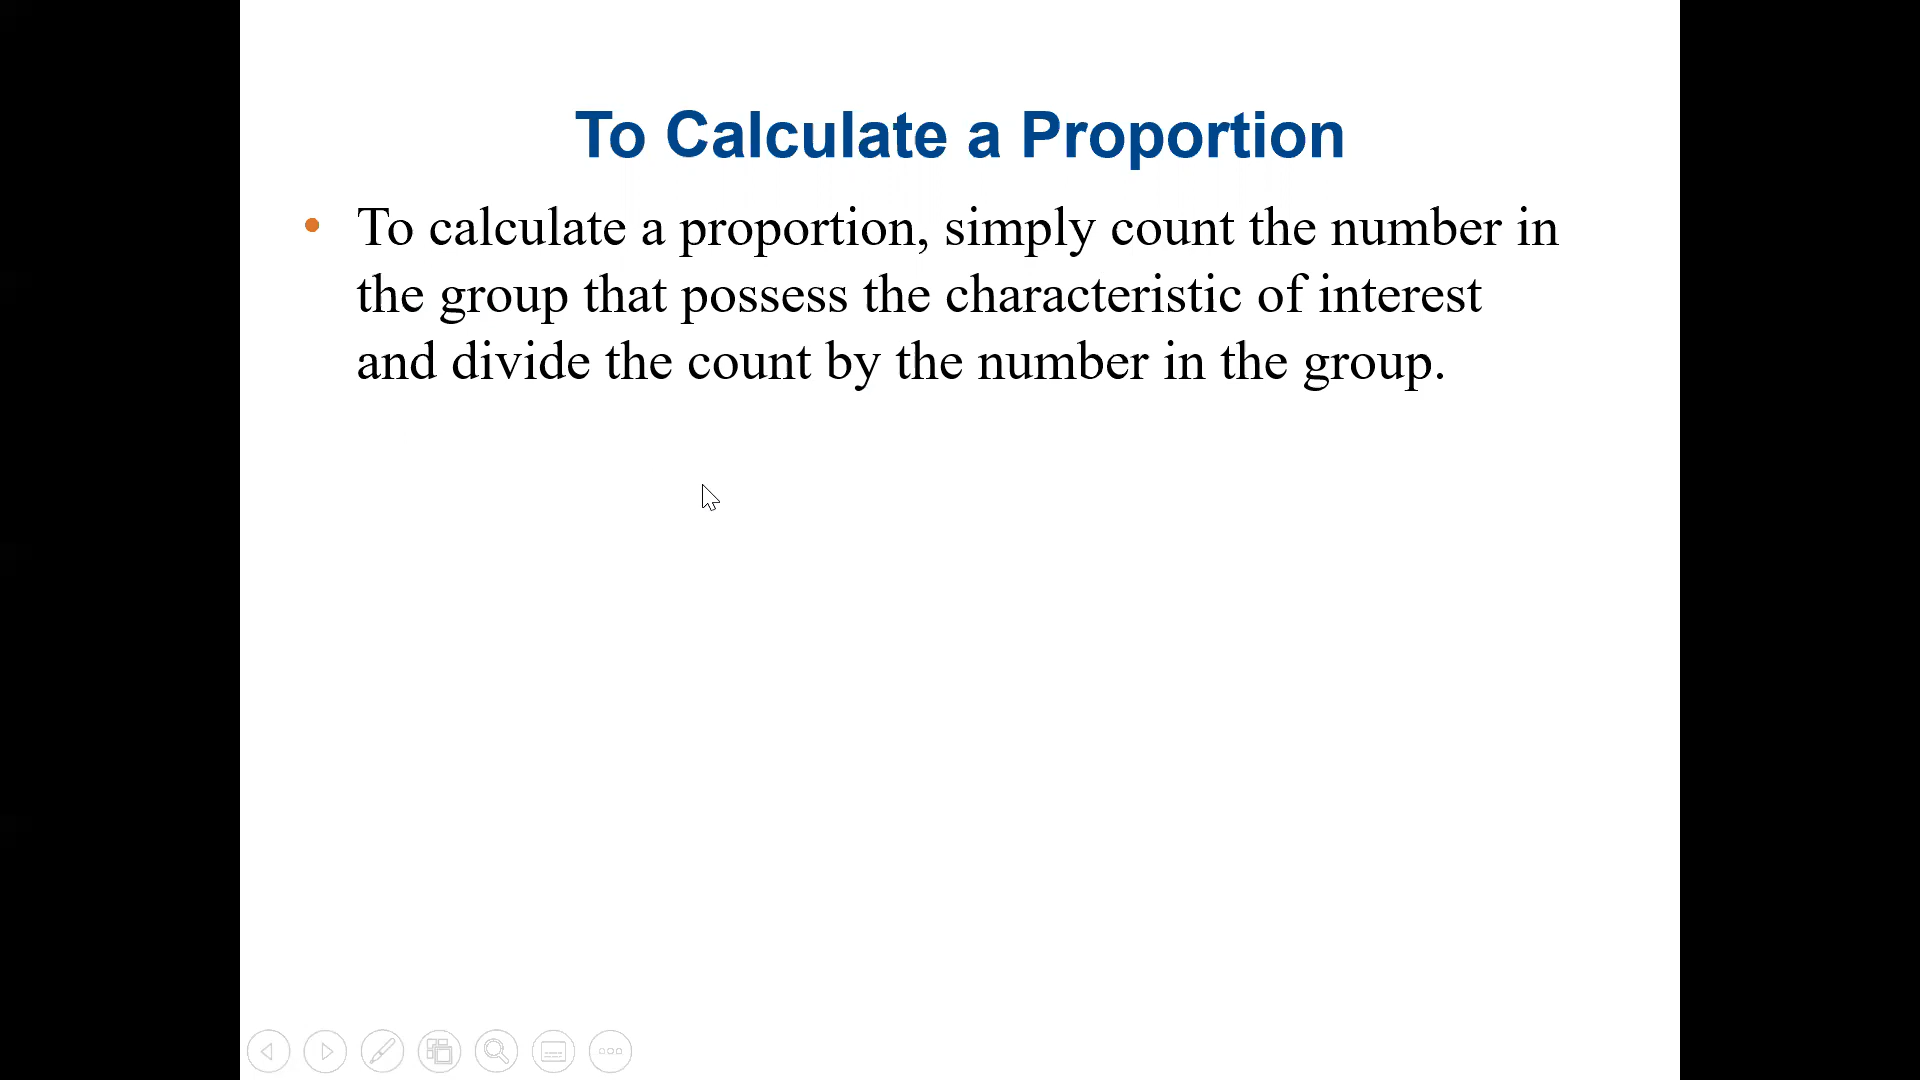 To Calculate a Proportion
• To calculate a proportion, simply count the number in
the group that possess the characteristic of interest
and divide the count by the number in the group.